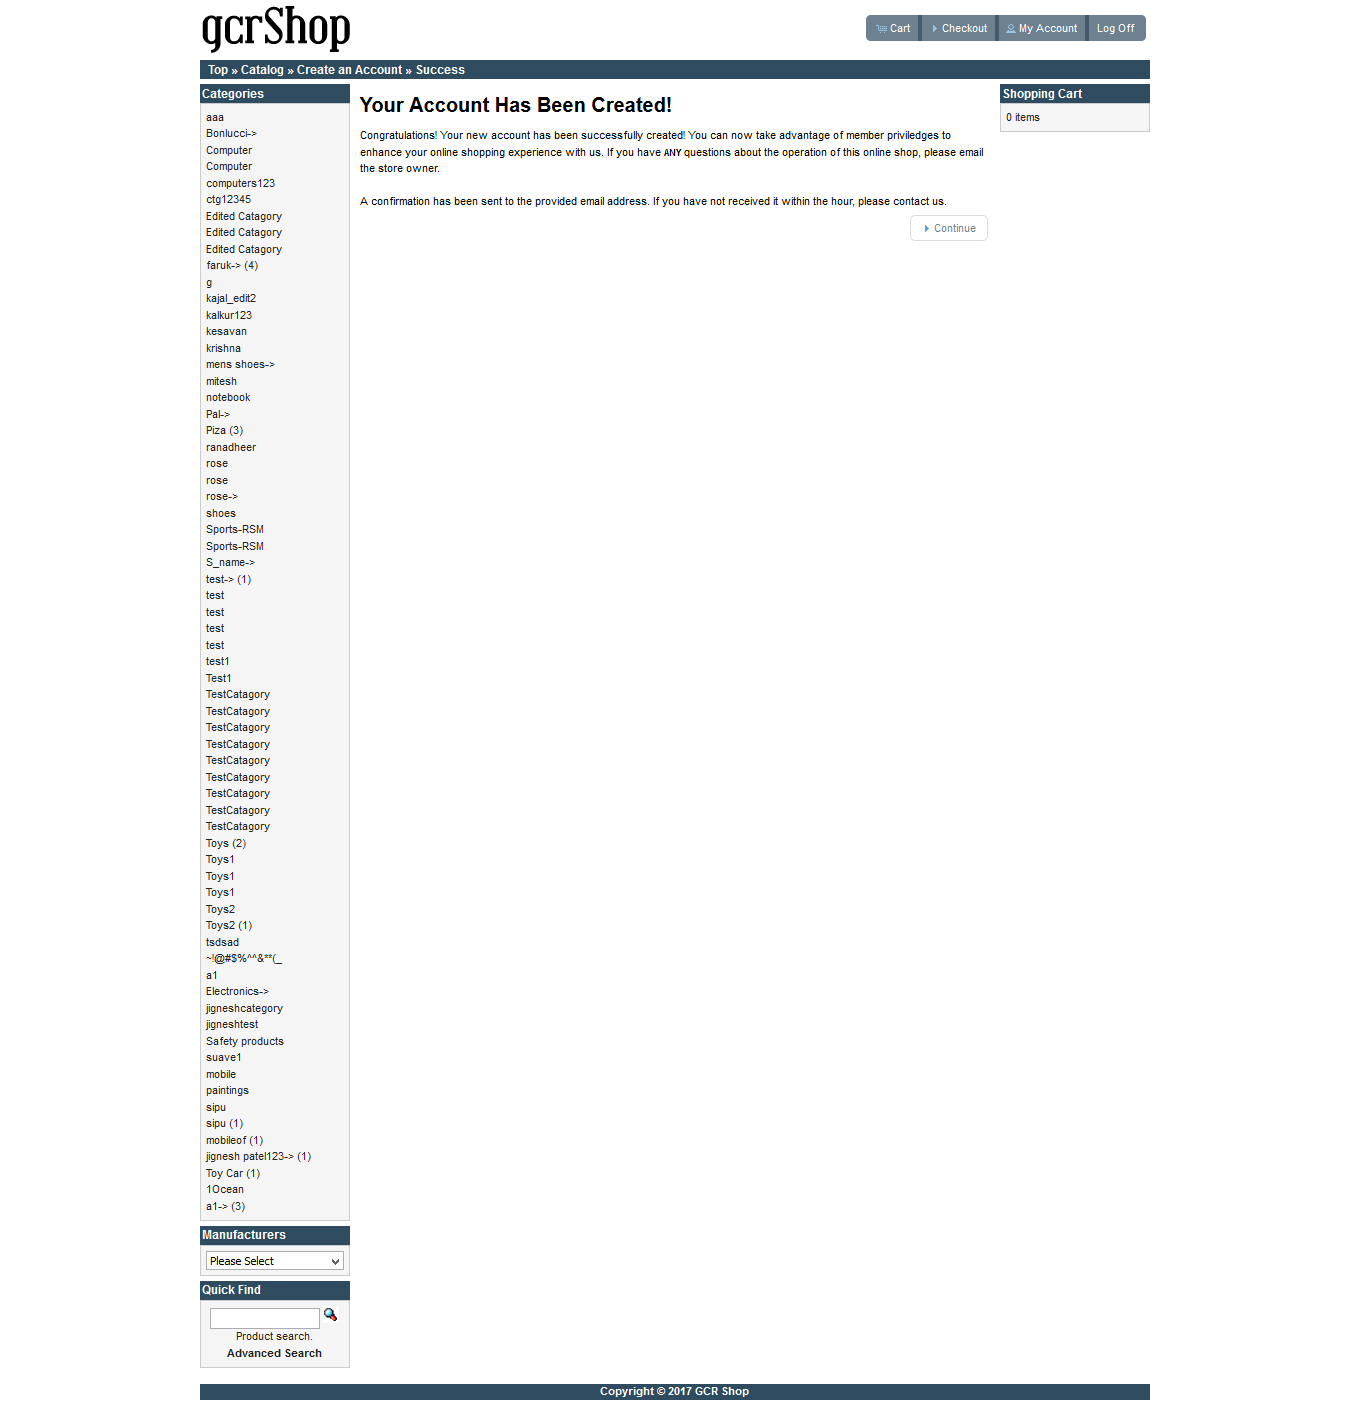 gcrShop
Cart
Checkout
My Account
Log Off
Top » Catalog » Create an Account » Success
Categories
aaa
Bonlucci->
Computer
Computer
computers123
ctg12345
Edited Catagory
Edited Catagory
Edited Catagory
faruk-> (4)
g
kajal_edit2
kalkur123
kesavan
krishna
mens shoes->
mitesh
notebook
Pal->
Piza (3)
ranadheer
rose
rose
rose->
shoes
Sports-RSM
Sports-RSM
S_name->
test-> (1)
test
test
test
test
test1
Test1
TestCatagory
TestCatagory
TestCatagory
TestCatagory
TestCatagory
TestCatagory
TestCatagory
TestCatagory
TestCatagory
Toys (2)
Toys1
Toys1
Toys1
Toys2
Toys2 (1)
tsdsad
~!@#$%^^&**(_
a1
Electronics->
jigneshcategory
jigneshtest
Safety products
suave1
mobile
paintings
sipu
sipu (1)
mobileof (1)
jignesh patel123-> (1)
Toy Car (1)
1Ocean
a1-> (3)
Manufacturers
Please Select
Quick Find
Product search.
Advanced Search
Your Account Has Been Created!
Congratulations! Your new account has been successfully created! You can now take advantage of member priviledges to
enhance your online shopping experience with us. If you have ANY questions about the operation of this online shop, please email
the store owner.
A confirmation has been sent to the provided email address. If you have not received it within the hour, please contact us.
Continue
Shopping Cart
0 items
Copyright © 2017 GCR Shop